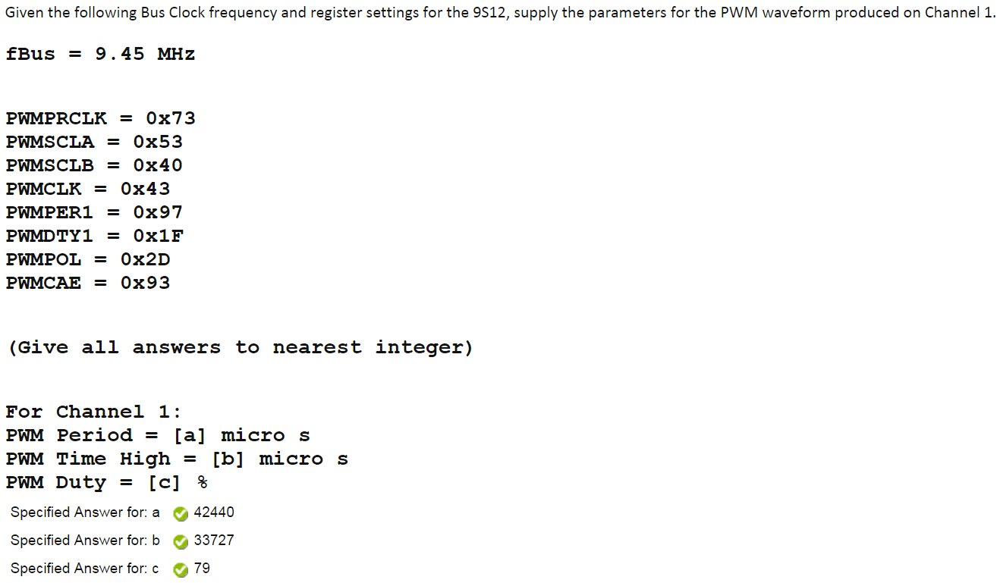 Given the following Bus Clock frequency and register settings for the 9S12, supply the parameters for the PWM waveform produced on Channel 1.
fBus = 9.45 MHz
PWMPRCLK = 0x73
PWMSCLA = 0x53
PWMSCLB = 0x40
PWMCLK = 0x43
PWMPER1 = 0x97
PWMDTY1 = 0x1F
PWMPOL = 0x2D
PWMCAE = 0x93
(Give all answers to nearest integer)
For Channel 1:
PWM Period = [a] micro s
PWM Time High = [b] micro s
PWM Duty = [c] %
Specified Answer for: a 42440
Specified Answer for: b 33727
Specified Answer for: c 79